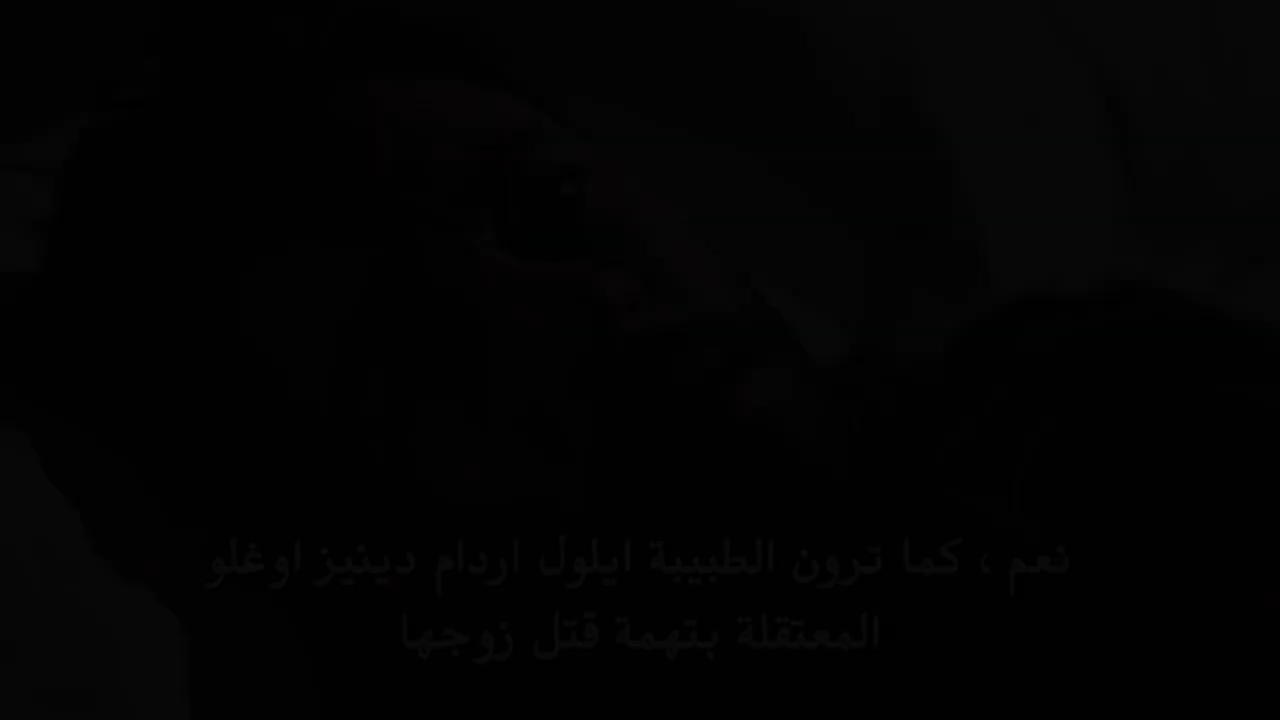 نعم ، كما ترون الطبيبة ايلول اردام دينيز اوغلو
المعتقلة بتهمة قتل زوجها